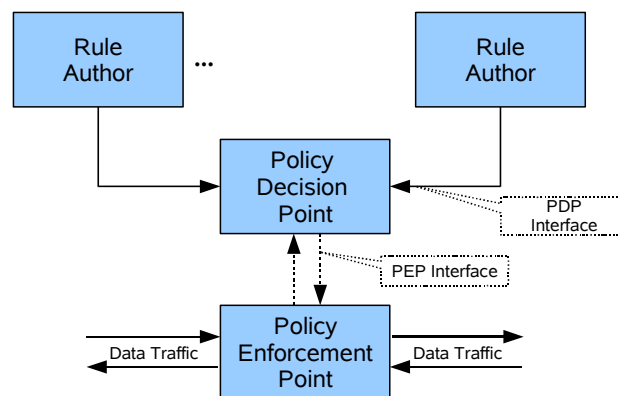 Rule
Author
...
Rule
Author
Policy
Decision
Point
PDP
Interface
PEP Interface
Policy
Enforcement
Point
Data Traffic
Data Traffic